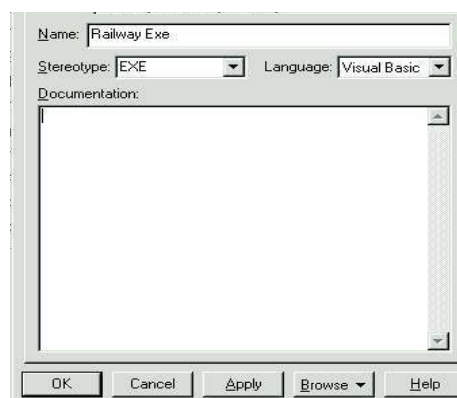 Name: Railway Exe
Stereotype: EXE Language: Visual Basic
Documentation:
OK Cancel Apply Browse Help